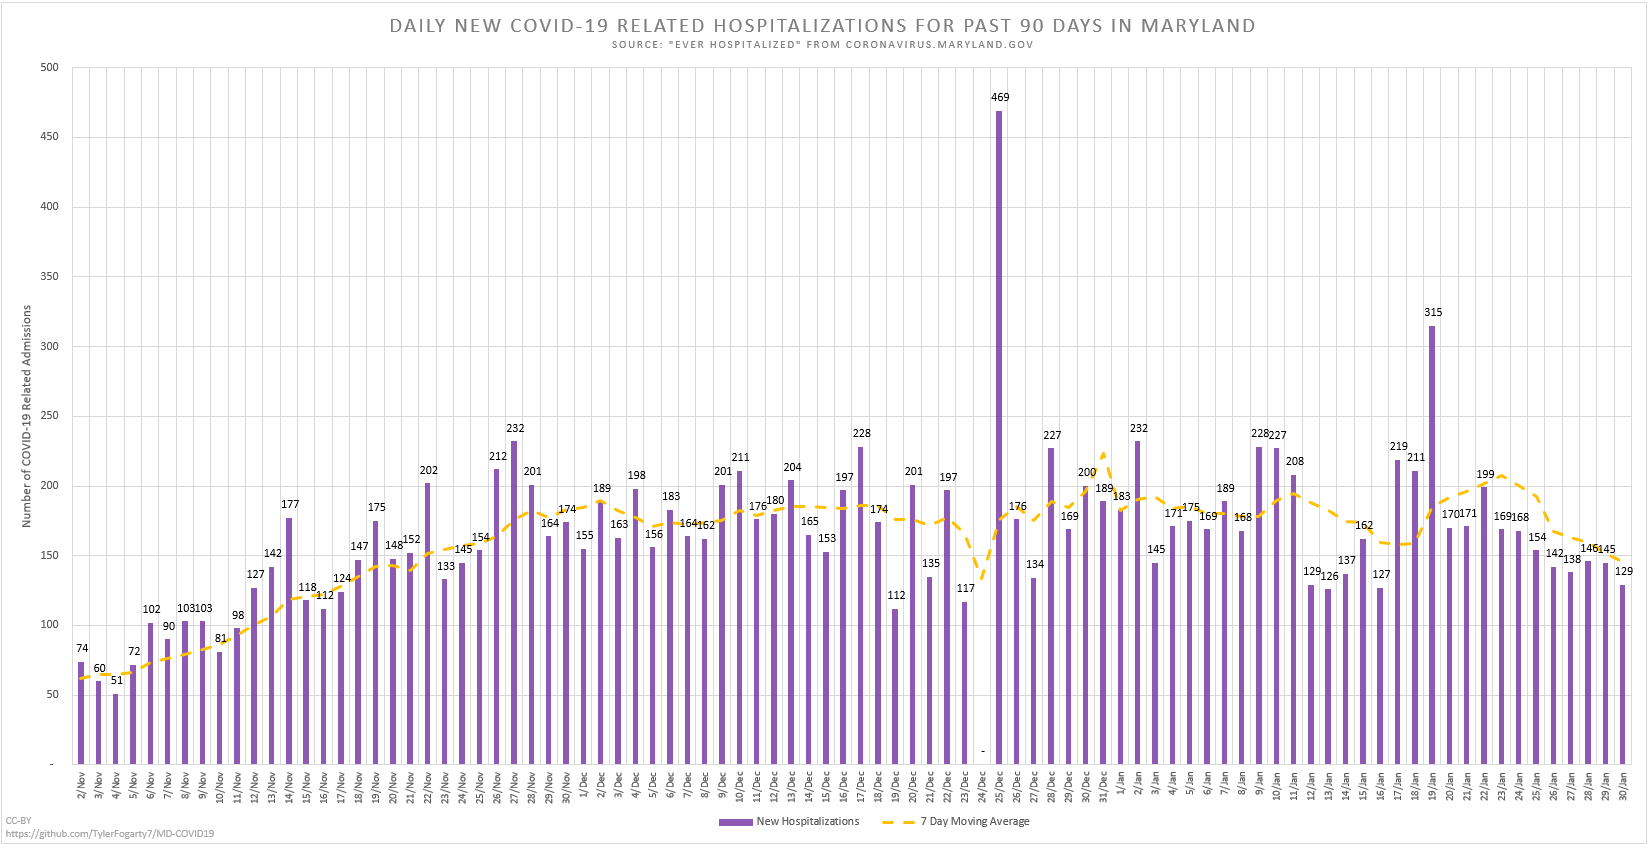 DAILY NEW COVID-19 RELATED HOSPITALIZATIONS FOR PAST 90 DAYS IN MARYLAND
SOURCE: "EVER HOSPITALIZED" FROM CORONAVIRUS.MARYLAND.GOV
Number of COVID-19 Related Admissions
500
450
400
350
300
250
200
150
100
50
-
74 60 51 72 102 90 103 103 81 98 127 142 177 118 112 124 147 175 148 152 202 133 145 154 212 232 201 164 174 155 189 163 198 156 183 164 162 201 211 176 180 204 165 153 197 228 174 112 201 135 197 117 - 469 176 134 227 169 200 189 183 232 145 171 175 169 189 168 228 227 208 129 126 137 162 127 219 211 315 170 171 199 169 168 154 142 138 146 145 129
2/Nov 3/Nov 4/Nov 5/Nov 6/Nov 7/Nov 8/Nov 9/Nov 10/Nov 11/Nov 12/Nov 13/Nov 14/Nov 15/Nov 16/Nov 17/Nov 18/Nov 19/Nov 20/Nov 21/Nov 22/Nov 23/Nov 24/Nov 25/Nov 26/Nov 27/Nov 28/Nov 29/Nov 30/Nov 1/Dec 2/Dec 3/Dec 4/Dec 5/Dec 6/Dec 7/Dec 8/Dec 9/Dec 10/Dec 11/Dec 12/Dec 13/Dec 14/Dec 15/Dec 16/Dec 17/Dec 18/Dec 19/Dec 20/Dec 21/Dec 22/Dec 23/Dec 24/Dec 25/Dec 26/Dec 27/Dec 28/Dec 29/Dec 30/Dec 31/Dec 1/Jan 2/Jan 3/Jan 4/Jan 5/Jan 6/Jan 7/Jan 8/Jan 9/Jan 10/Jan 11/Jan 12/Jan 13/Jan 14/Jan 15/Jan 16/Jan 17/Jan 18/Jan 19/Jan 20/Jan 21/Jan 22/Jan 23/Jan 24/Jan 25/Jan 26/Jan 27/Jan 28/Jan 29/Jan 30/Jan
New Hospitalizations 7 Day Moving Average
CC-BY
https://github.com/TylerFogarty7/MD-COVID19